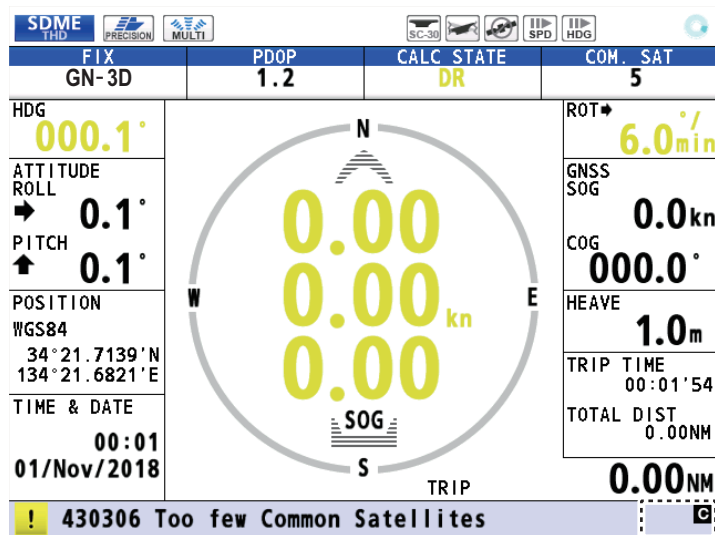 SDME THD PRECISION MULTI SC-30 SPD HDG
FIX PDOP CALC STATE COM. SAT
GN-3D 1.2 DR 5
HDG
000.1°
ATTITUDE
ROLL
➡ 0.1°
PITCH
⬆ 0.1°
POSITION
WGS84
34°21.7139'N
134°21.6821'E
TIME & DATE
00:01
01/Nov/2018
N
W
E
S
0.00
0.00 kn
0.00
SOG
TRIP
ROT➡
6.0°/min
GNSS
SOG
0.0kn
COG
000.0°
HEAVE
1.0m
TRIP TIME
00:01'54
TOTAL DIST
0.00NM
0.00NM
! 430306 Too few Common Satellites
C